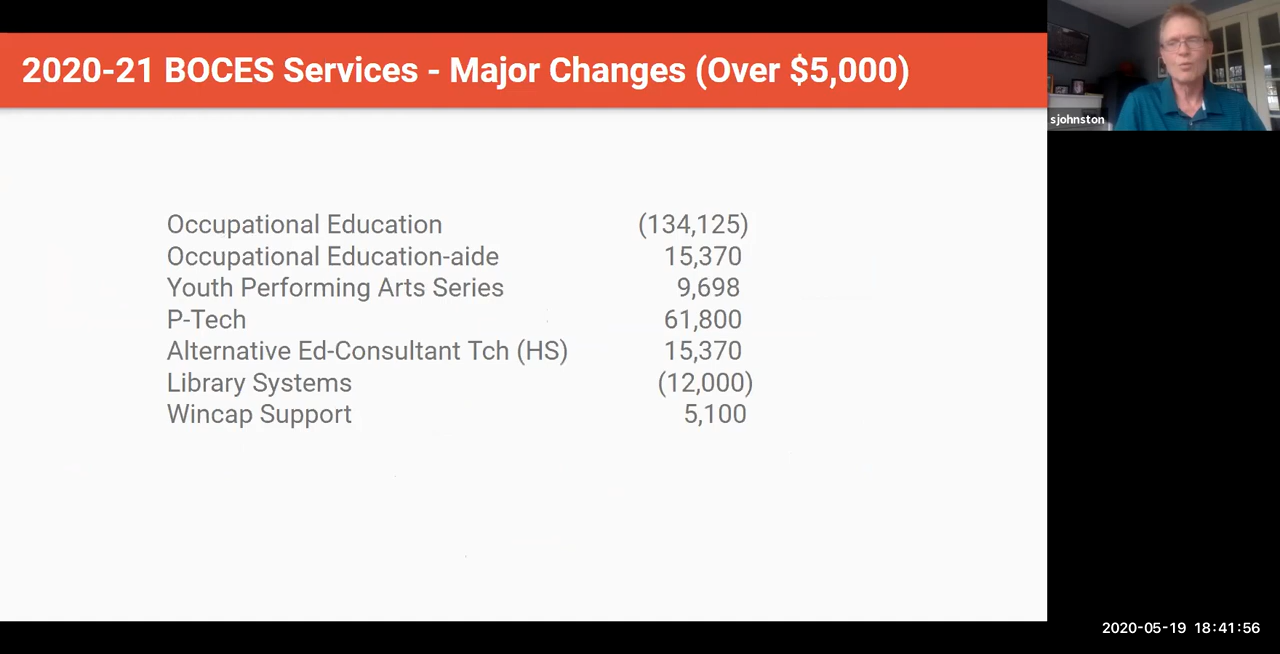 2020-21 BOCES Services - Major Changes (Over $5,000)
sjohnston
Occupational Education (134,125)
Occupational Education-aide 15,370
Youth Performing Arts Series 9,698
P-Tech 61,800
Alternative Ed-Consultant Tch (HS) 15,370
Library Systems (12,000)
Wincap Support 5,100
2020-05-19 18:41:56